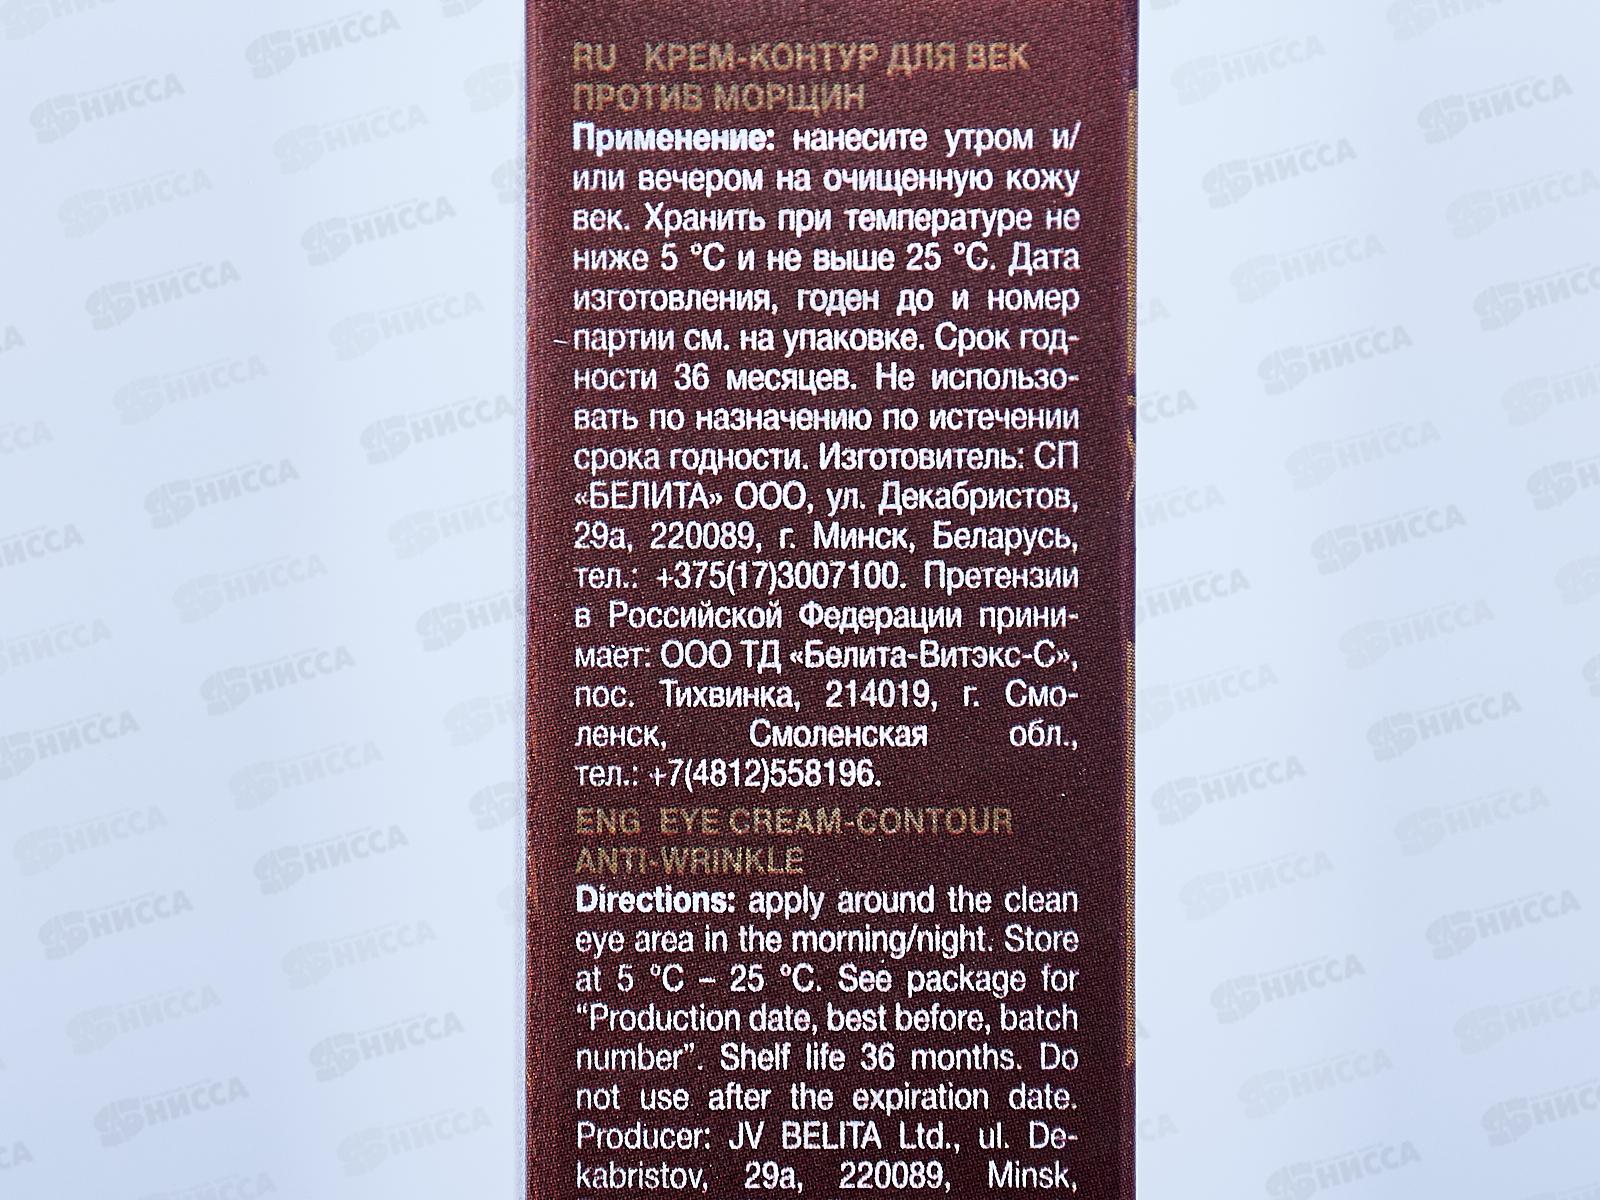 RU КРЕМ-КОНТУР ДЛЯ ВЕК
ПРОТИВ МОРЩИН
Применение: нанесите утром и/
или вечером на очищенную кожу
век. Хранить при температуре не
ниже 5 °C и не выше 25 °C. Дата
изготовления, годен до и номер
партии см. на упаковке. Срок год-
ности 36 месяцев. Не использо-
вать по назначению по истечении
срока годности. Изготовитель: СП
«БЕЛИТА» ООО, ул. Декабристов,
29а, 220089, г. Минск, Беларусь,
тел.: +375(17)3007100. Претензии
в Российской Федерации прини-
мает: ООО ТД «Белита-Витэкс-С»,
пос. Тихвинка, 214019, г. Смо-
ленск, Смоленская обл.,
тел.: +7(4812)558196.
ENG EYE CREAM-CONTOUR
ANTI-WRINKLE
Directions: apply around the clean
eye area in the morning/night. Store
at 5 °C – 25 °C. See package for
“Production date, best before, batch
number”. Shelf life 36 months. Do
not use after the expiration date.
Producer: JV BELITA Ltd., ul. De-
kabristov, 29a, 220089, Minsk,